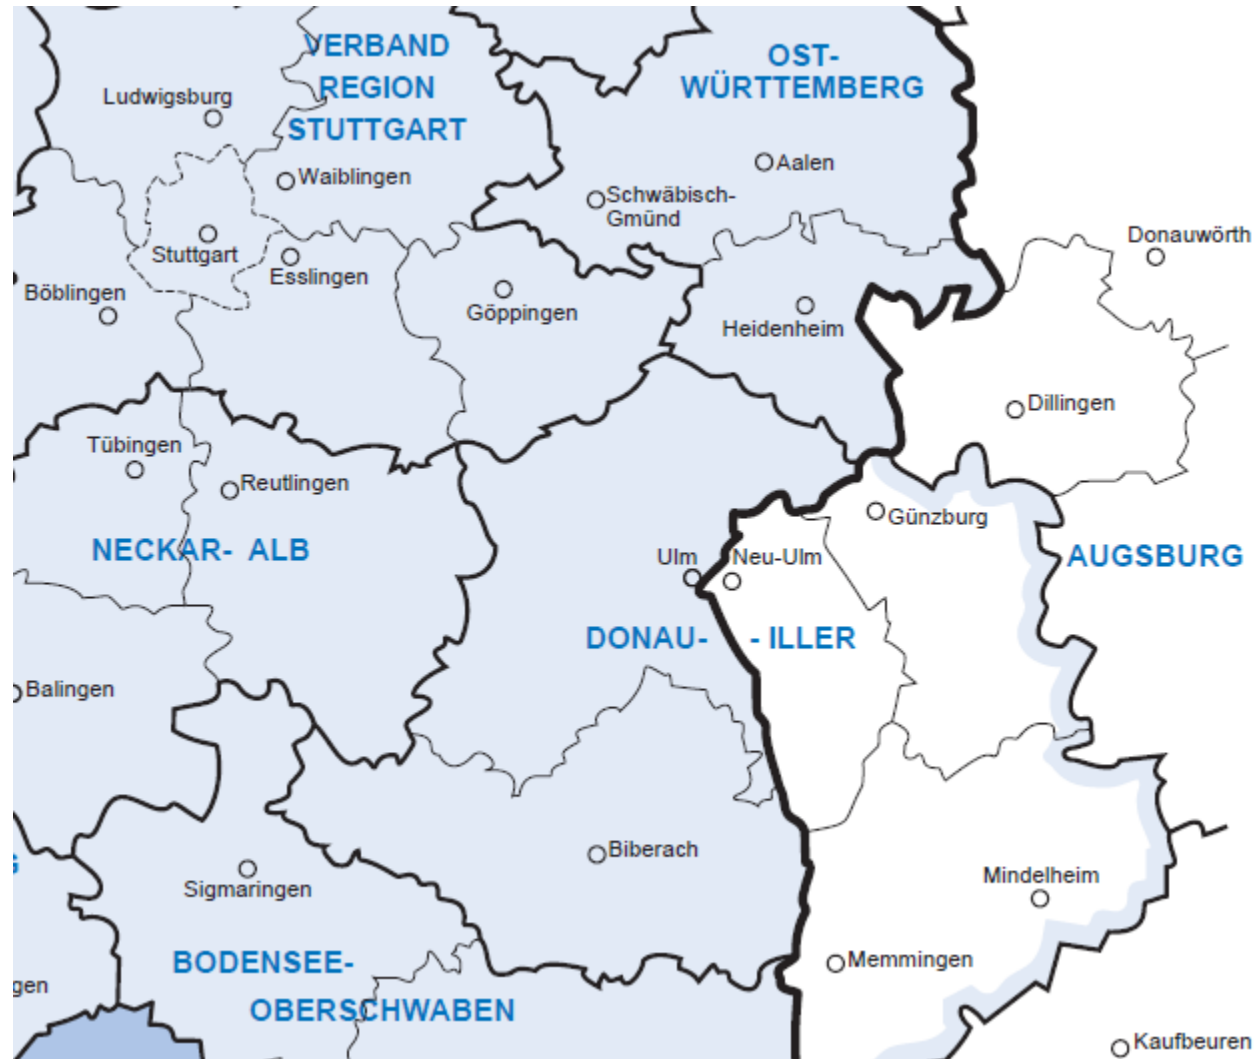 VERBAND
REGION
STUTTGART
OST-
WÜRTTEMBERG
Ludwigsburg
Waiblingen
Aalen
Schwäbisch-
Gmünd
Stuttgart
Esslingen
Donauwörth
Böblingen
Göppingen
Heidenheim
Dillingen
Tübingen
Reutlingen
Günzburg
NECKAR- ALB
Ulm
Neu-Ulm
AUGSBURG
DONAU- - ILLER
Balingen
Biberach
Sigmaringen
Mindelheim
BODENSEE-
OBERSCHWABEN
Memmingen
gen
Kaufbeuren